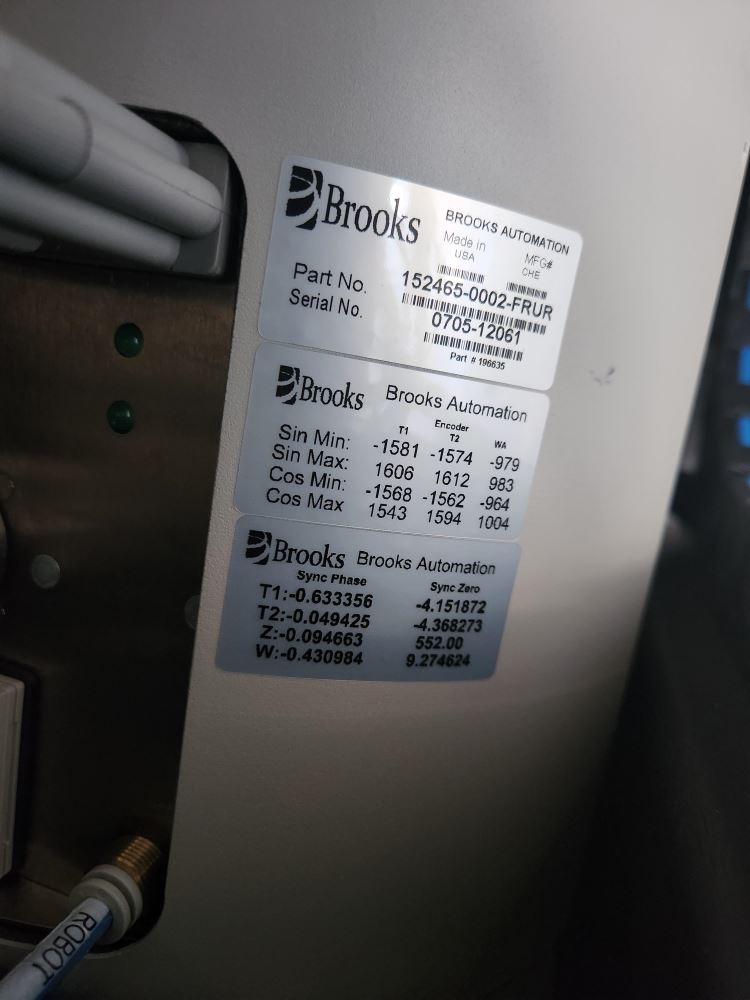 Brooks
BROOKS AUTOMATION
Made in
USA
MFG#
CHE
Part No. 152465-0002-FRUR
Serial No. 0705-12061
Part # 196635
Brooks Brooks Automation
Encoder
T1 T2 WA
Sin Min: -1581 -1574 -979
Sin Max: 1606 1612 983
Cos Min: -1568 -1562 -964
Cos Max 1543 1594 1004
Brooks Brooks Automation
Sync Phase Sync Zero
T1:-0.633356 -4.151872
T2:-0.049425 -4.368273
Z:-0.094663 552.00
W:-0.430984 9.274624
ROBOT